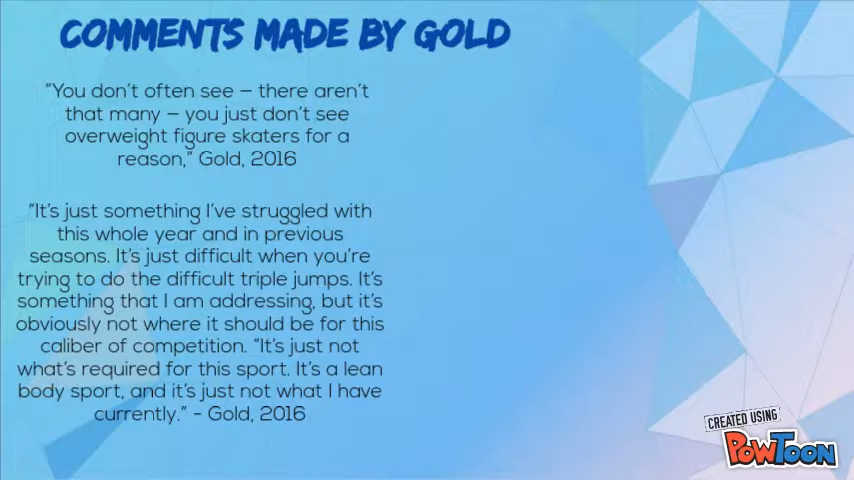 COMMENTS MADE BY GOLD
"You don't often see – there aren't
that many – you just don't see
overweight figure skaters for a
reason," Gold, 2016
"It's just something I've struggled with
this whole year and in previous
seasons. It's just difficult when you're
trying to do the difficult triple jumps. It's
something that I am addressing, but it's
obviously not where it should be for this
caliber of competition. "It's just not
what's required for this sport. It's a lean
body sport, and it's just not what I have
currently." - Gold, 2016
CREATED USING
POWTOON